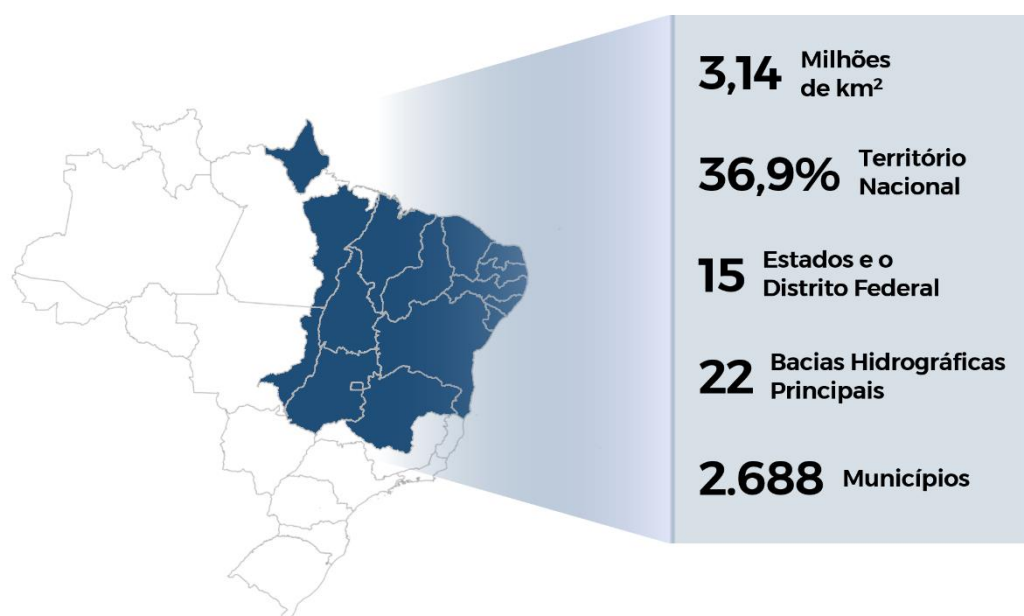 3,14 Milhões
de km²
36,9% Território
Nacional
15 Estados e o
Distrito Federal
22 Bacias Hidrográficas
Principais
2.688 Municípios